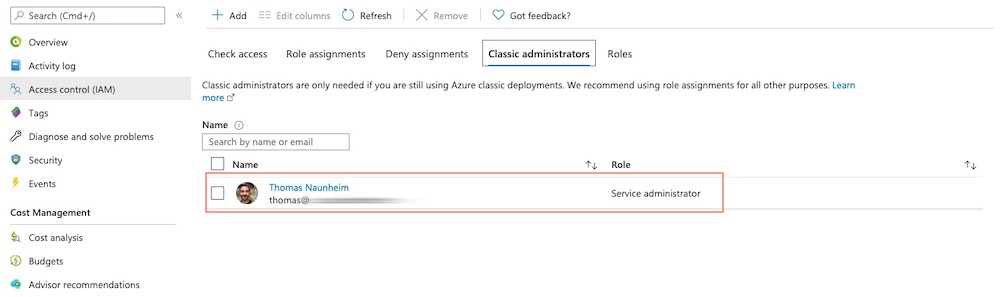 Search (Cmd+/)
«
Add
Edit columns
Refresh
Remove
Got feedback?
Overview
Activity log
Access control (IAM)
Tags
Diagnose and solve problems
Security
Events
Cost Management
Cost analysis
Budgets
Advisor recommendations
Check access Role assignments Deny assignments Classic administrators Roles
Classic administrators are only needed if you are still using Azure classic deployments. We recommend using role assignments for all other purposes. Learn
more
Name
Search by name or email
Name Role
Thomas Naunheim Service administrator
thomas@